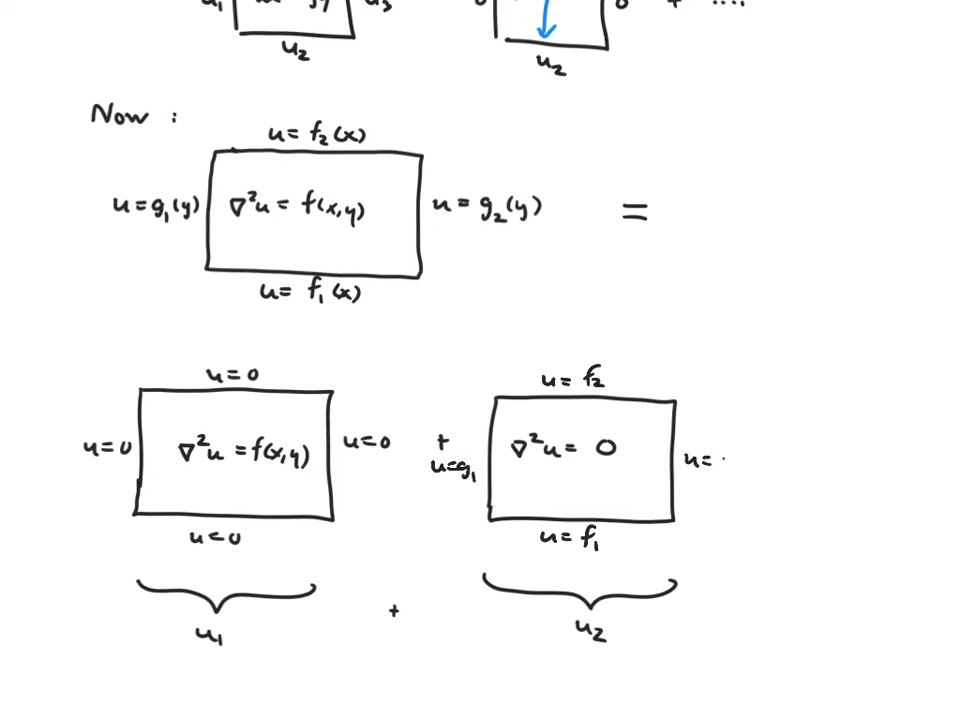 u₁
u₂
+ ....
u₂
Now :
u = f₂(x)
u = g₁(y)
∇²u = f(x,y)
u = g₂(y)
=
u = f₁(x)
u = 0
u = 0
∇²u = f(x,y)
u = 0
u = 0
+
u = f₂
u = g₁
∇²u = 0
u =
u = f₁
u₁
+
u₂